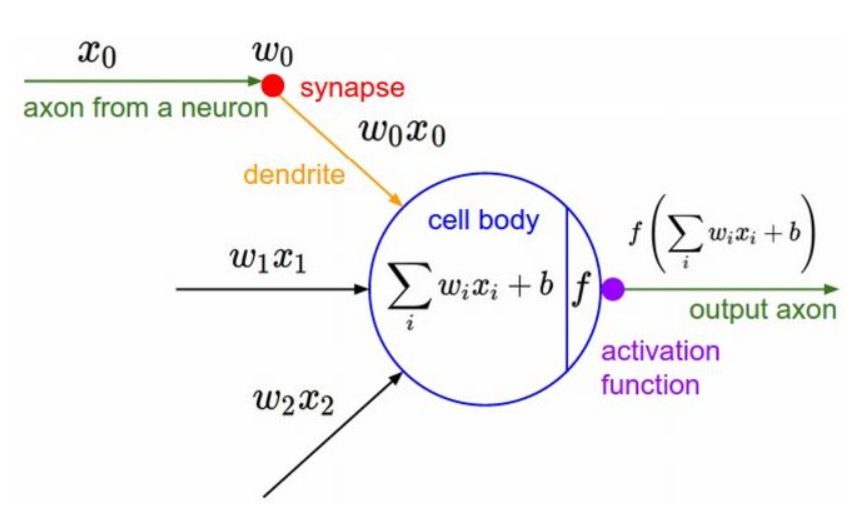 x₀
w₀
axon from a neuron
synapse
w₀x₀
dendrite
cell body
f(∑ᵢ wᵢxᵢ + b)
w₁x₁
∑ᵢ wᵢxᵢ + b
f
output axon
activation
function
w₂x₂